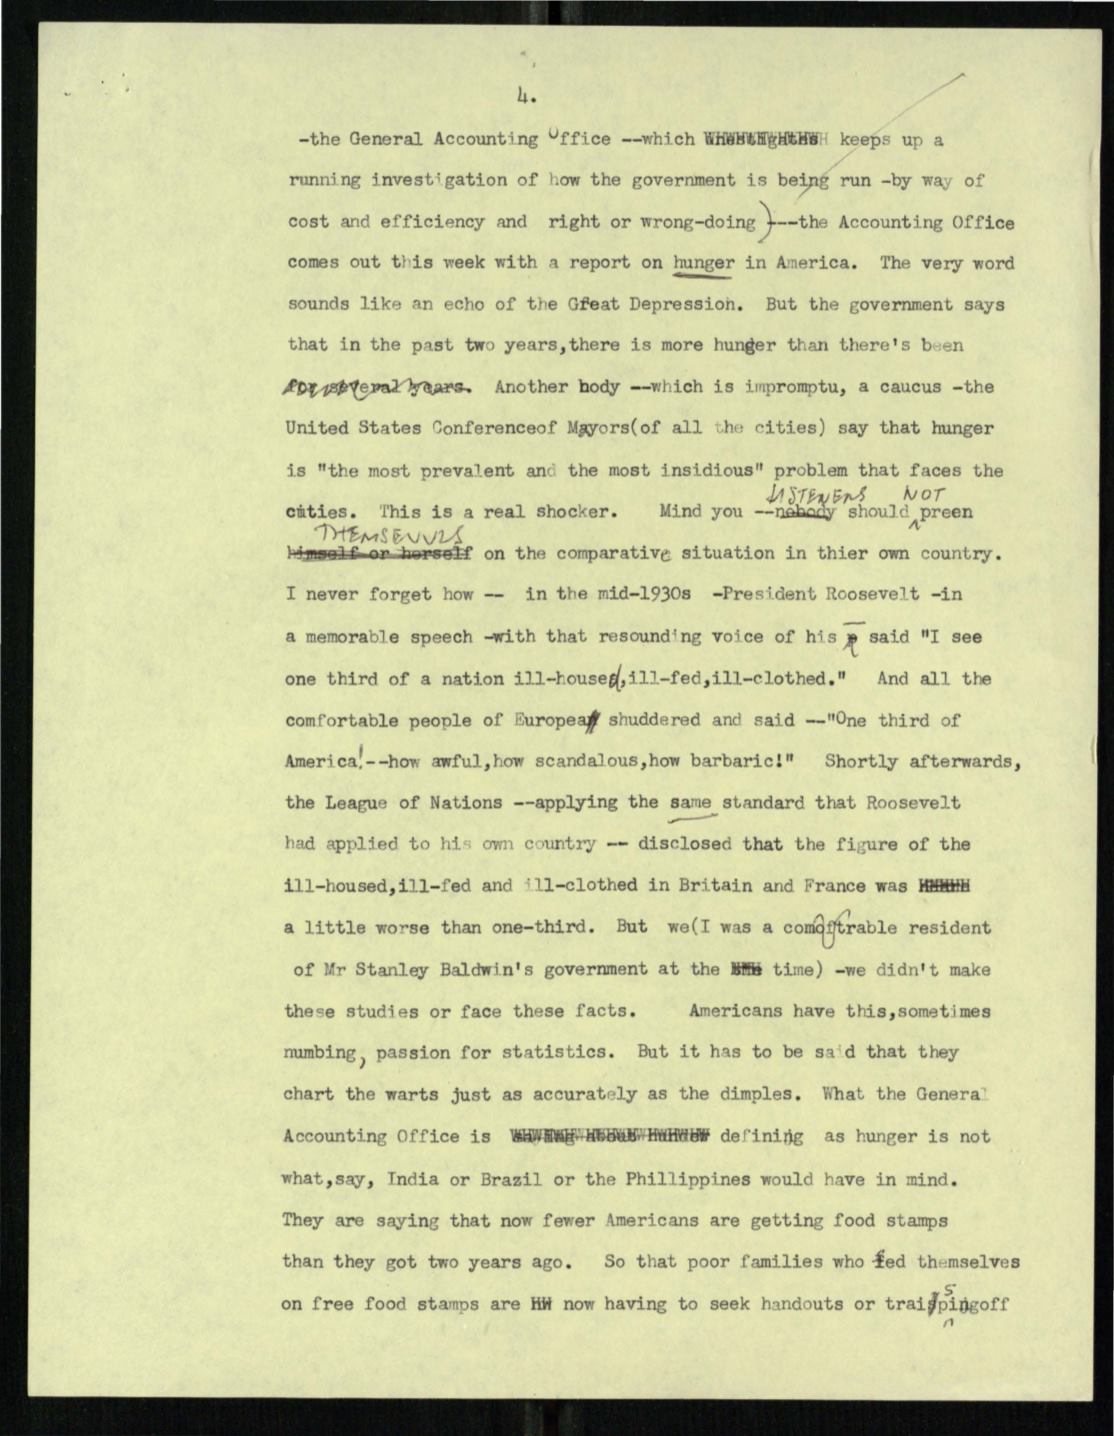 4.
-the General Accounting Office --which keeps up a
running investigation of how the government is being run -by way of
cost and efficiency and right or wrong-doing)---the Accounting Office
comes out this week with a report on hunger in America. The very word
sounds like an echo of the Great Depression. But the government says
that in the past two years,there is more hunger than there's been
for several years. Another body --which is impromptu, a caucus -the
United States Conferenceof Mayors(of all the cities) say that hunger
is "the most prevalent and the most insidious" problem that faces the
LISTENERS NOT
cities. This is a real shocker. Mind you --nobody should preen
THEMSELVES
himself or herself on the comparative situation in thier own country.
I never forget how -- in the mid-1930s -President Roosevelt -in
a memorable speech -with that resounding voice of his said "I see
one third of a nation ill-housed,ill-fed,ill-clothed." And all the
comfortable people of Europe shuddered and said --"One third of
America!--how awful,how scandalous,how barbaric!" Shortly afterwards,
the League of Nations --applying the same standard that Roosevelt
had applied to his own country -- disclosed that the figure of the
ill-housed,ill-fed and ill-clothed in Britain and France was
a little worse than one-third. But we(I was a comoftrable resident
of Mr Stanley Baldwin's government at the time) -we didn't make
these studies or face these facts. Americans have this,sometimes
numbing, passion for statistics. But it has to be said that they
chart the warts just as accurately as the dimples. What the General
Accounting Office is defining as hunger is not
what,say, India or Brazil or the Phillippines would have in mind.
They are saying that now fewer Americans are getting food stamps
than they got two years ago. So that poor families who fed themselves
on free food stamps are now having to seek handouts or traipsingoff